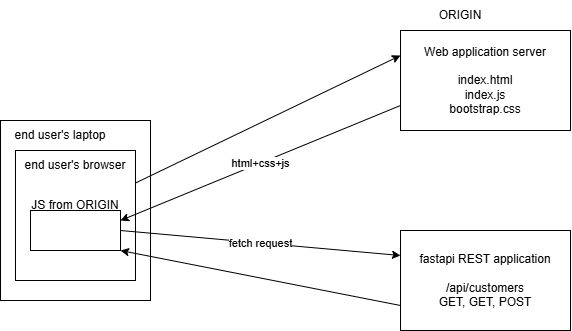 ORIGIN
Web application server
index.html
index.js
bootstrap.css
end user's laptop
end user's browser
html+css+js
JS from ORIGIN
fetch request
fastapi REST application
/api/customers
GET, GET, POST